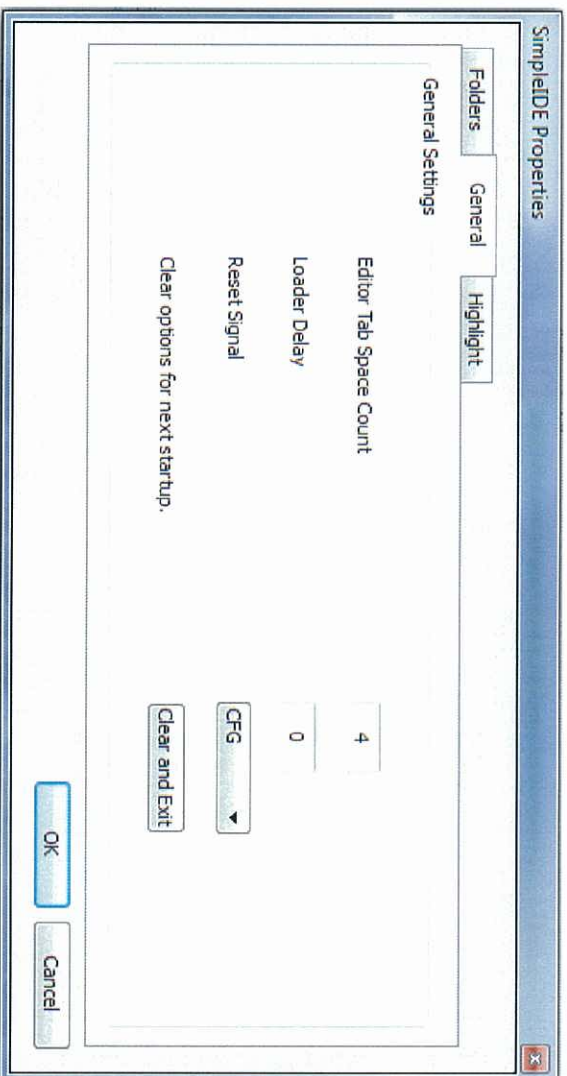 SimpleIDE Properties
Folders General Highlight
General Settings
Editor Tab Space Count 4
Loader Delay 0
Reset Signal CFG
Clear options for next startup. Clear and Exit
OK Cancel